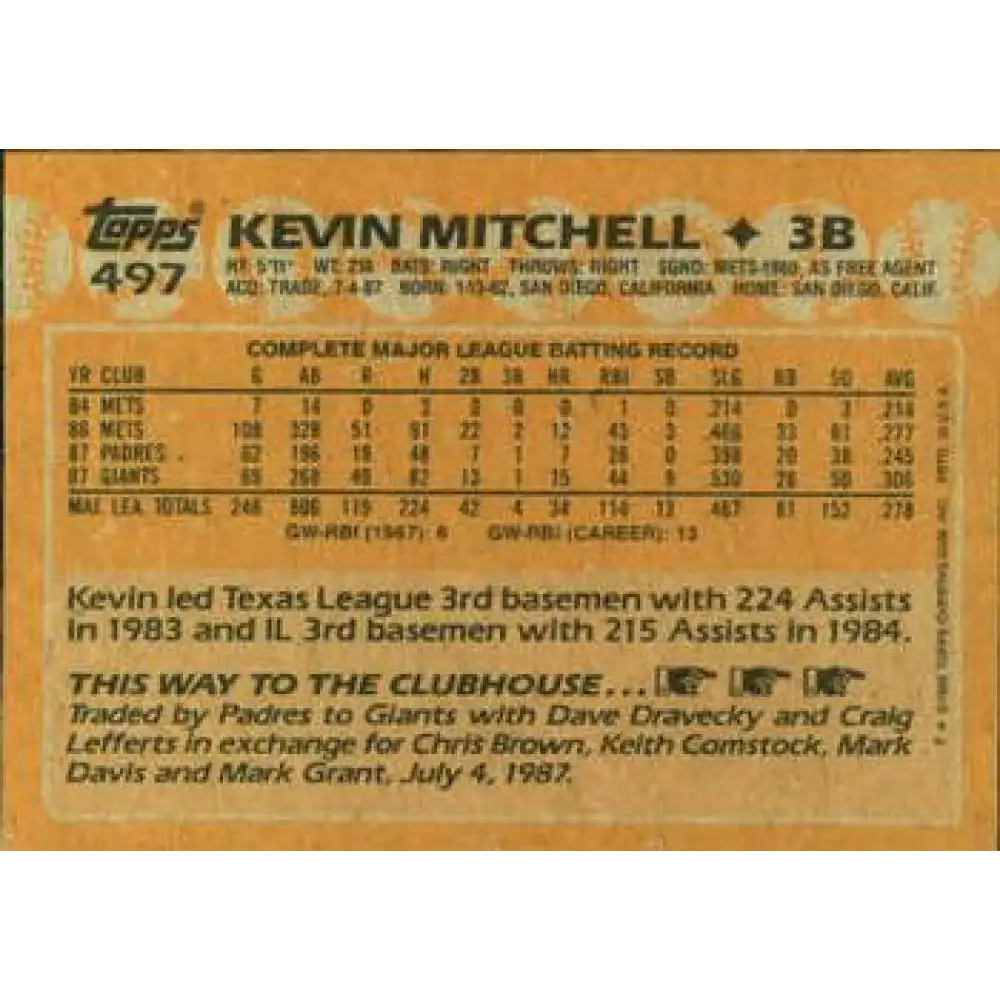 topps® KEVIN MITCHELL ✦ 3B
497
HT: 5'11" WT: 210 BATS: RIGHT THROWS: RIGHT SGND: METS-1980, AS FREE AGENT
ACQ: TRADE, 7-4-87 BORN: 1-13-62, SAN DIEGO, CALIFORNIA HOME: SAN DIEGO, CALIF.
COMPLETE MAJOR LEAGUE BATTING RECORD
YR CLUB G AB R H 2B 3B HR RBI SB SLG BB SO AVG
84 METS 7 14 0 3 0 0 0 1 0 .214 0 3 .214
86 METS 108 328 51 91 22 2 12 43 3 .466 33 61 .277
87 PADRES 62 196 19 48 7 1 7 26 0 .398 20 38 .245
87 GIANTS 69 268 49 82 13 1 15 44 9 .530 28 50 .306
MAJ. LEA. TOTALS 246 806 119 224 42 4 34 114 12 .467 81 152 .278
GW-RBI (1987): 6 GW-RBI (CAREER): 13
Kevin led Texas League 3rd basemen with 224 Assists
in 1983 and IL 3rd basemen with 215 Assists in 1984.
THIS WAY TO THE CLUBHOUSE...
Traded by Padres to Giants with Dave Dravecky and Craig
Lefferts in exchange for Chris Brown, Keith Comstock, Mark
Davis and Mark Grant, July 4, 1987.